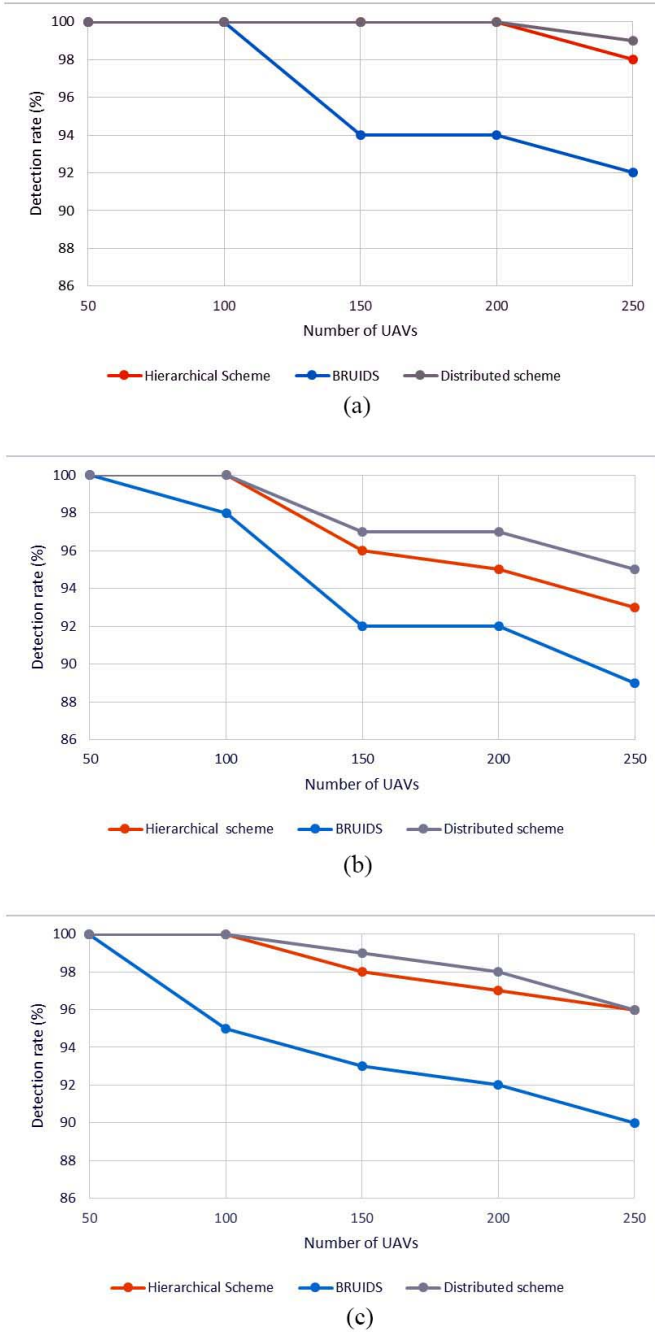 100
98
96
94
92
90
88
86
Detection rate (%)
50 100 150 200 250
Number of UAVs
Hierarchical Scheme BRUIDS Distributed scheme
(a)
100
98
96
94
92
90
88
86
Detection rate (%)
50 100 150 200 250
Number of UAVs
Hierarchical scheme BRUIDS Distributed scheme
(b)
100
98
96
94
92
90
88
86
Detection rate (%)
50 100 150 200 250
Number of UAVs
Hierarchical Scheme BRUIDS Distributed scheme
(c)